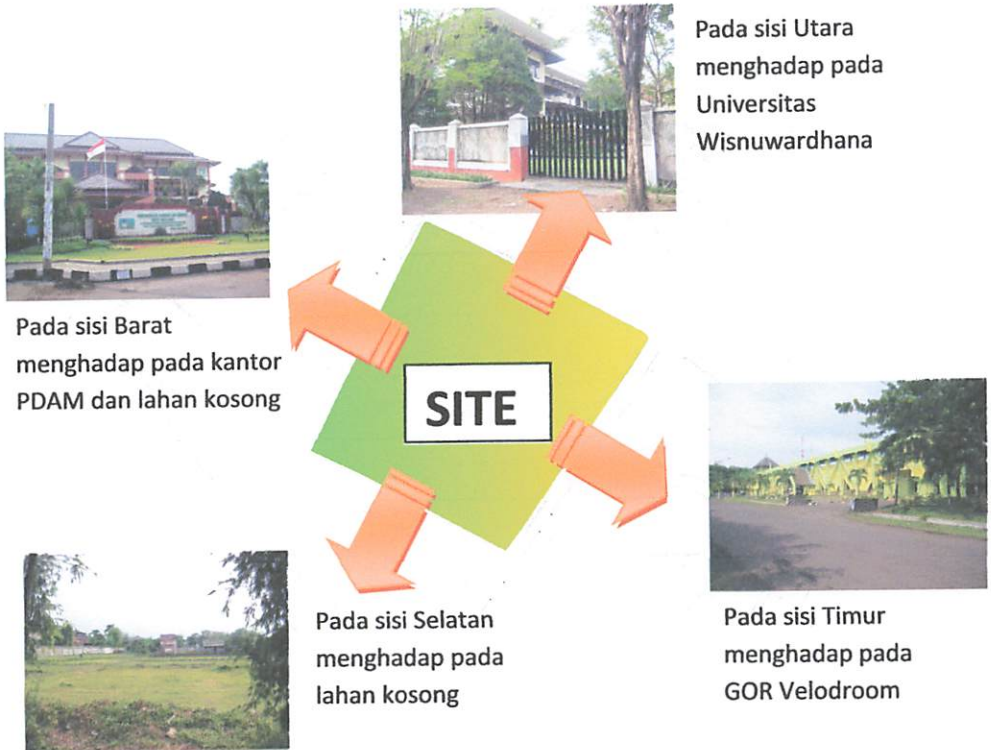 Pada sisi Utara
menghadap pada
Universitas
Wisnuwardhana
Pada sisi Barat
menghadap pada kantor
PDAM dan lahan kosong
SITE
Pada sisi Selatan
menghadap pada
lahan kosong
Pada sisi Timur
menghadap pada
GOR Velodroom